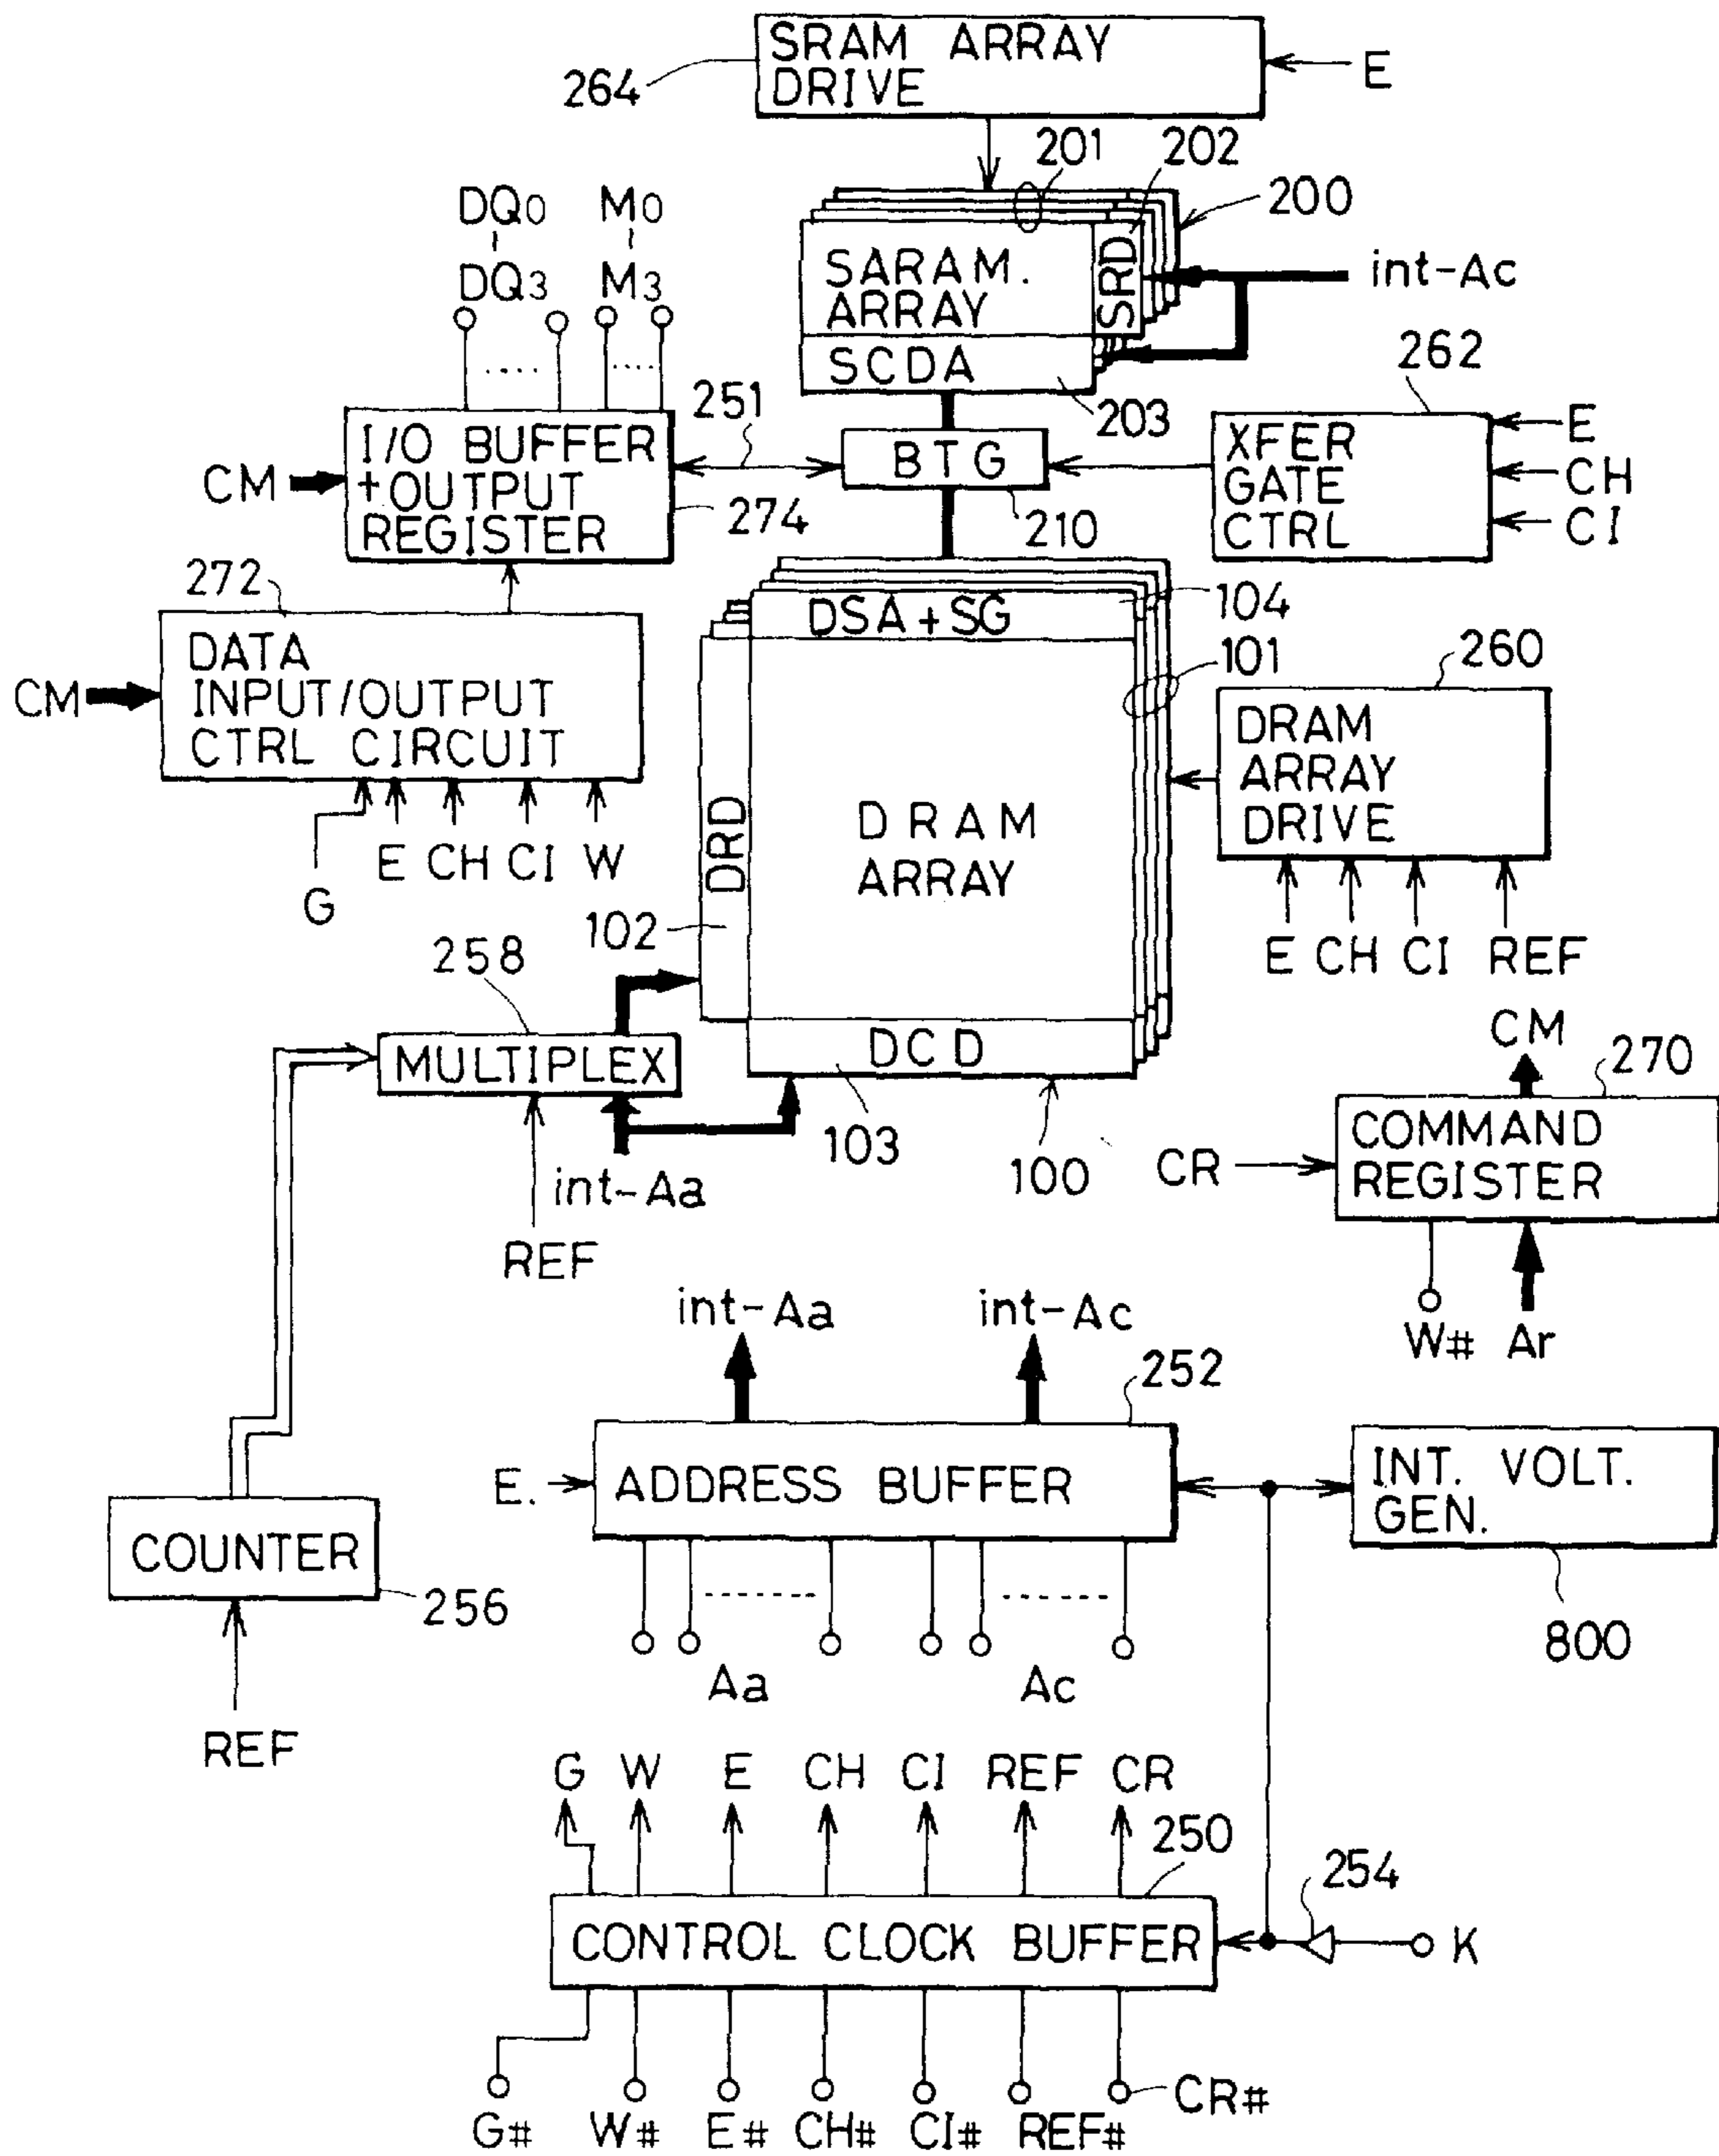 SRAM ARRAY
DRIVE
264
E
201
202
200
DQ0
DQ3
M0
M3
.....
.....
SARAM.
ARRAY
SRD
SCDA
int-Ac
203
262
251
I/O BUFFER
+OUTPUT
REGISTER
CM
274
BTG
210
XFER
GATE
CTRL
E
CH
CI
272
DATA
INPUT/OUTPUT
CTRL CIRCUIT
CM
G
E CH CI W
DSA+SG
104
101
DRD
102
DRAM
ARRAY
260
DRAM
ARRAY
DRIVE
E CH CI REF
258
MULTIPLEX
DCD
103
100
int-Aa
REF
CM
270
COMMAND
REGISTER
CR
W# Ar
int-Aa
int-Ac
252
E.
ADDRESS BUFFER
INT. VOLT.
GEN.
800
COUNTER
256
REF
Aa
Ac
G W E CH CI REF CR
250
254
CONTROL CLOCK BUFFER
K
G# W# E# CH# CI# REF# CR#